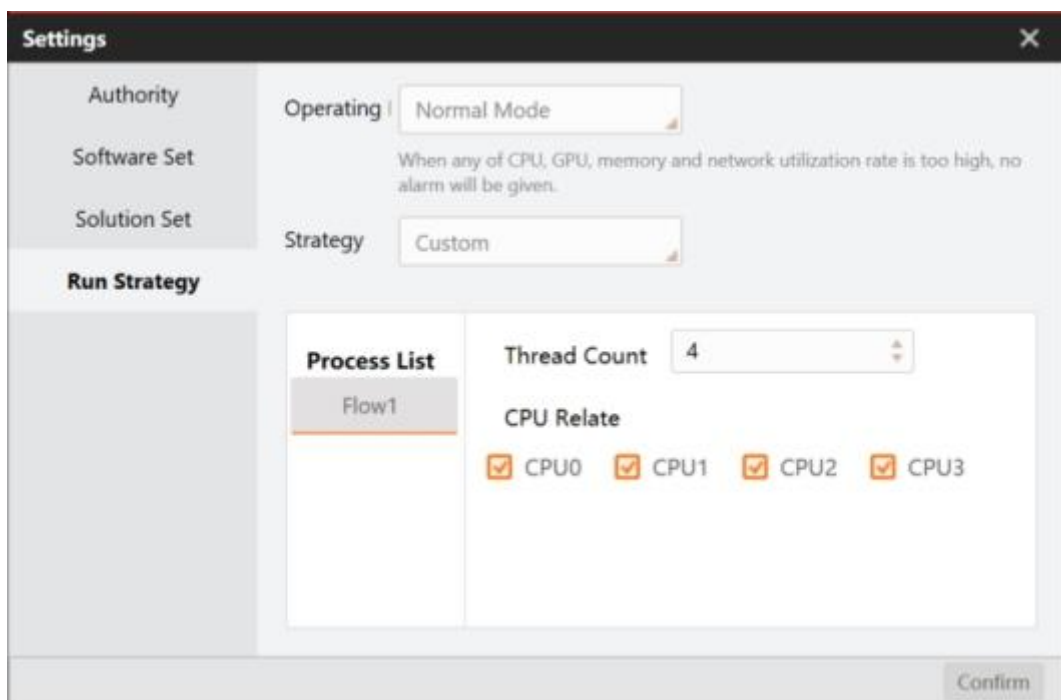 Settings
Authority
Software Set
Solution Set
Run Strategy
Operating
Normal Mode
When any of CPU, GPU, memory and network utilization rate is too high, no
alarm will be given.
Strategy
Custom
Process List
Flow1
Thread Count 4
CPU Relate
CPU0 CPU1 CPU2 CPU3
Confirm